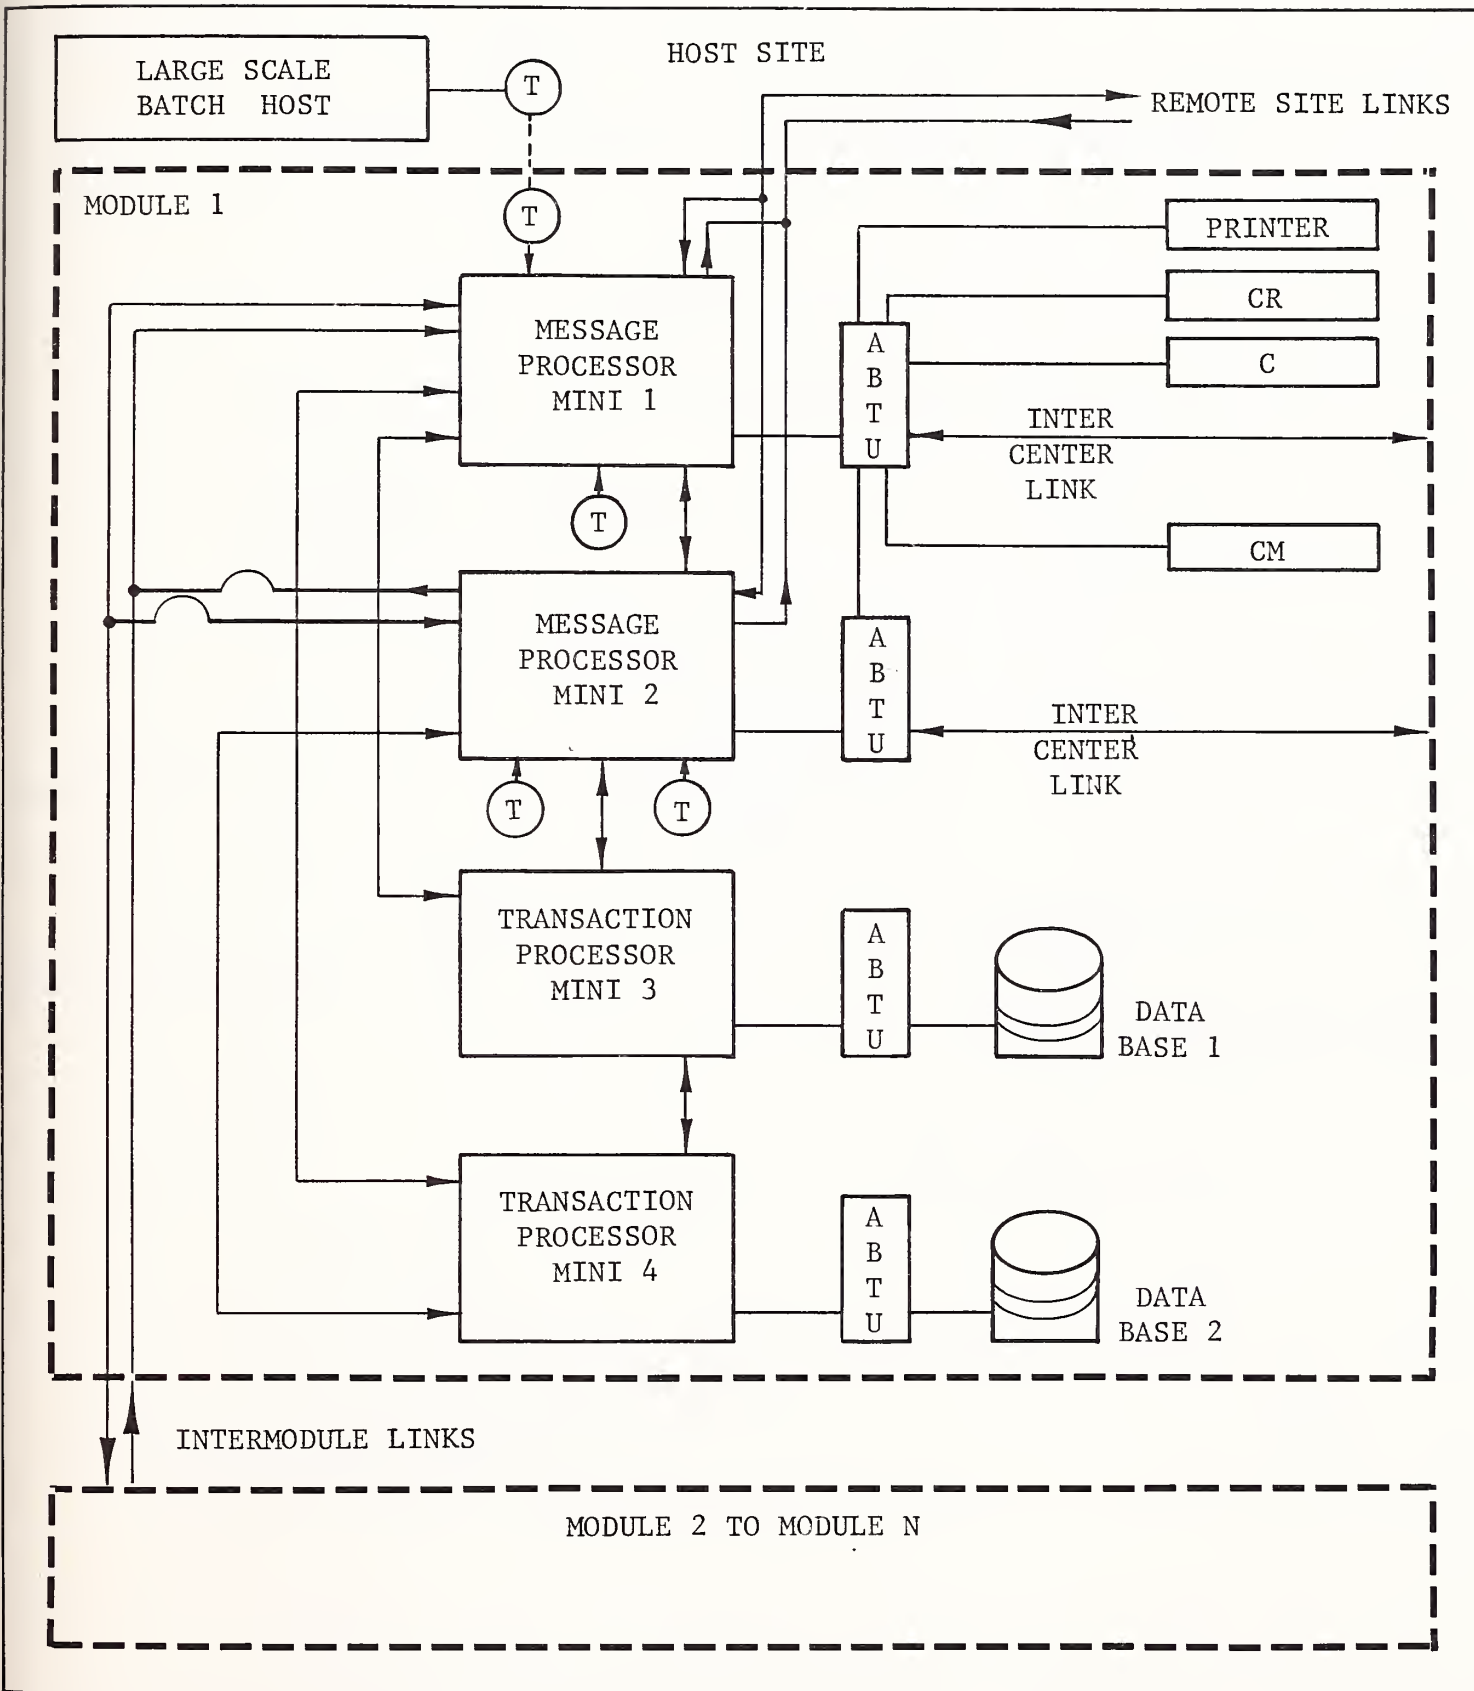 HOST SITE
LARGE SCALE
BATCH HOST
T
REMOTE SITE LINKS
MODULE 1
T
PRINTER
CR
C
MESSAGE
PROCESSOR
MINI 1
A
B
T
U
INTER
CENTER
LINK
T
CM
MESSAGE
PROCESSOR
MINI 2
A
B
T
U
INTER
CENTER
LINK
T
T
TRANSACTION
PROCESSOR
MINI 3
A
B
T
U
DATA
BASE 1
TRANSACTION
PROCESSOR
MINI 4
A
B
T
U
DATA
BASE 2
INTERMODULE LINKS
MODULE 2 TO MODULE N